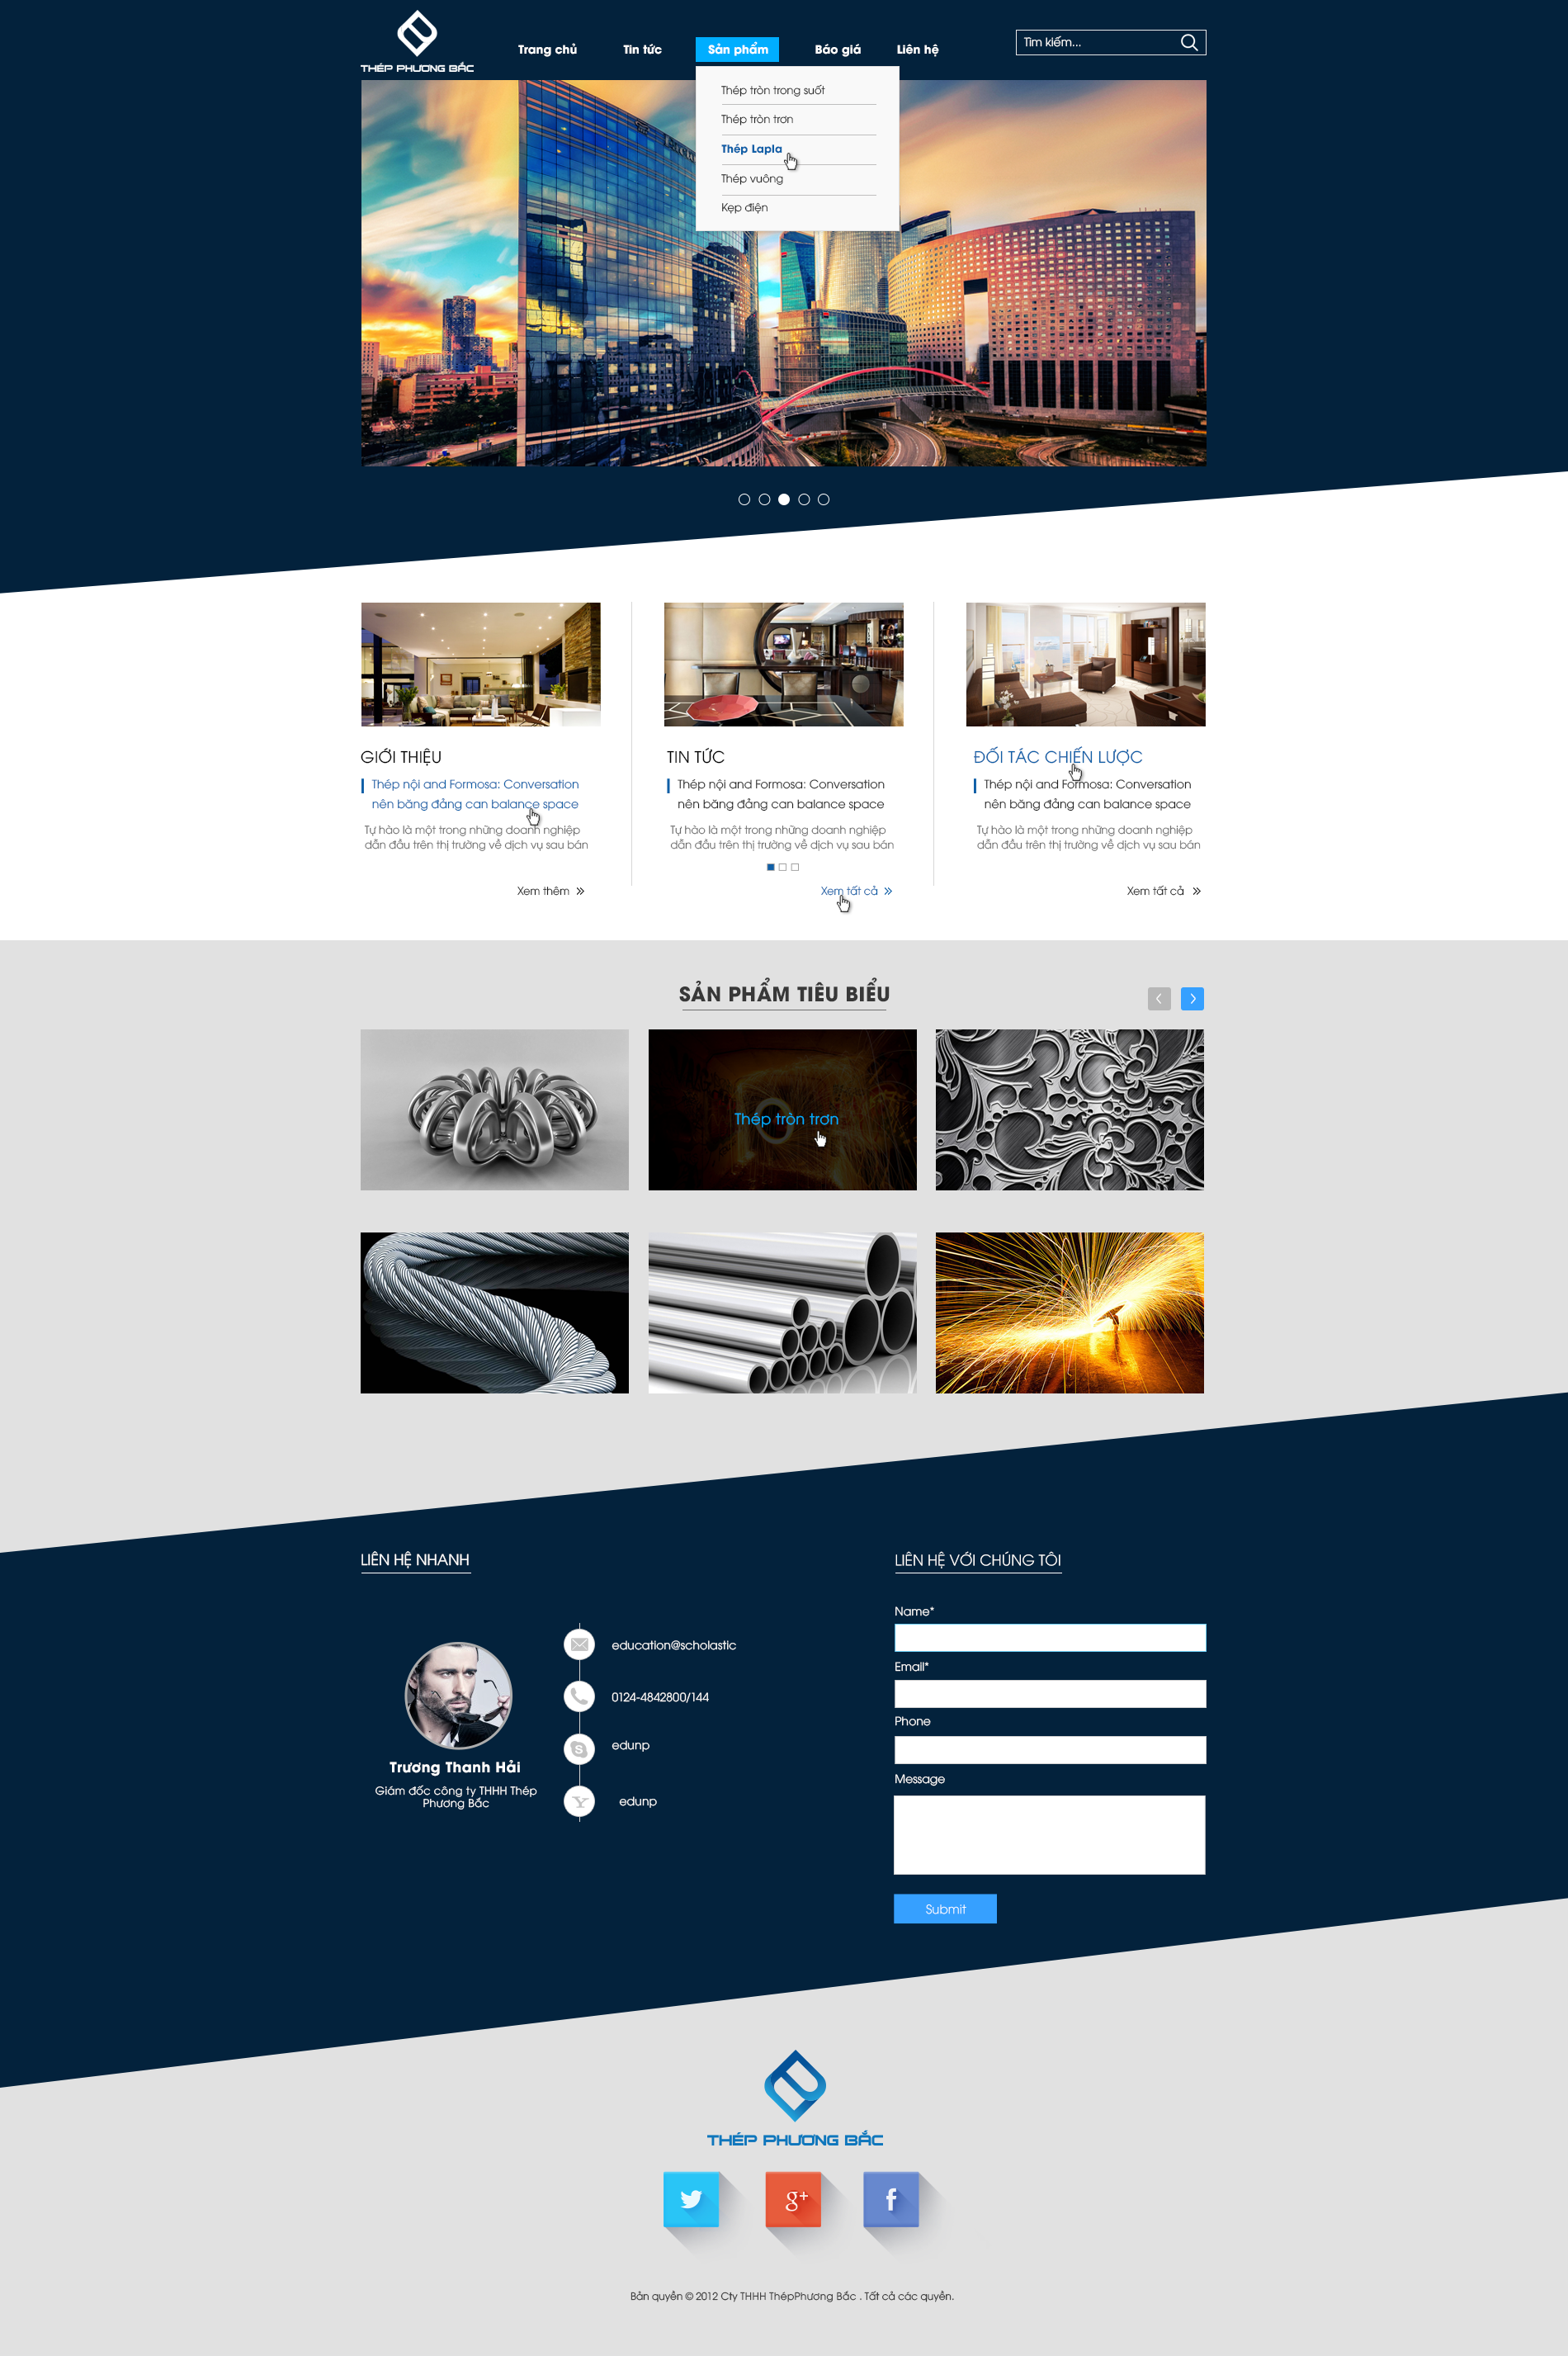 THÉP PHƯƠNG BẮC
Trang chủ
Tin tức
Sản phẩm
Báo giá
Liên hệ
Tìm kiếm...
Thép tròn trong suốt
Thép tròn trơn
Thép Lapla
Thép vuông
Kẹp điện
GIỚI THIỆU
Thép nội and Formosa: Conversation
nên băng đảng can balance space
Tự hào là một trong những doanh nghiệp
dẫn đầu trên thị trường về dịch vụ sau bán
Xem thêm »
TIN TỨC
Thép nội and Formosa: Conversation
nên băng đảng can balance space
Tự hào là một trong những doanh nghiệp
dẫn đầu trên thị trường về dịch vụ sau bán
Xem tất cả »
ĐỐI TÁC CHIẾN LƯỢC
Thép nội and Formosa: Conversation
nên băng đảng can balance space
Tự hào là một trong những doanh nghiệp
dẫn đầu trên thị trường về dịch vụ sau bán
Xem tất cả »
SẢN PHẨM TIÊU BIỂU
Thép tròn trơn
LIÊN HỆ NHANH
Trương Thanh Hải
Giám đốc công ty THHH Thép
Phương Bắc
education@scholastic
0124-4842800/144
edunp
edunp
LIÊN HỆ VỚI CHÚNG TÔI
Name*
Email*
Phone
Message
Submit
THÉP PHƯƠNG BẮC
g+
f
Bản quyền © 2012 Cty THHH ThépPhương Bắc . Tất cả các quyền.